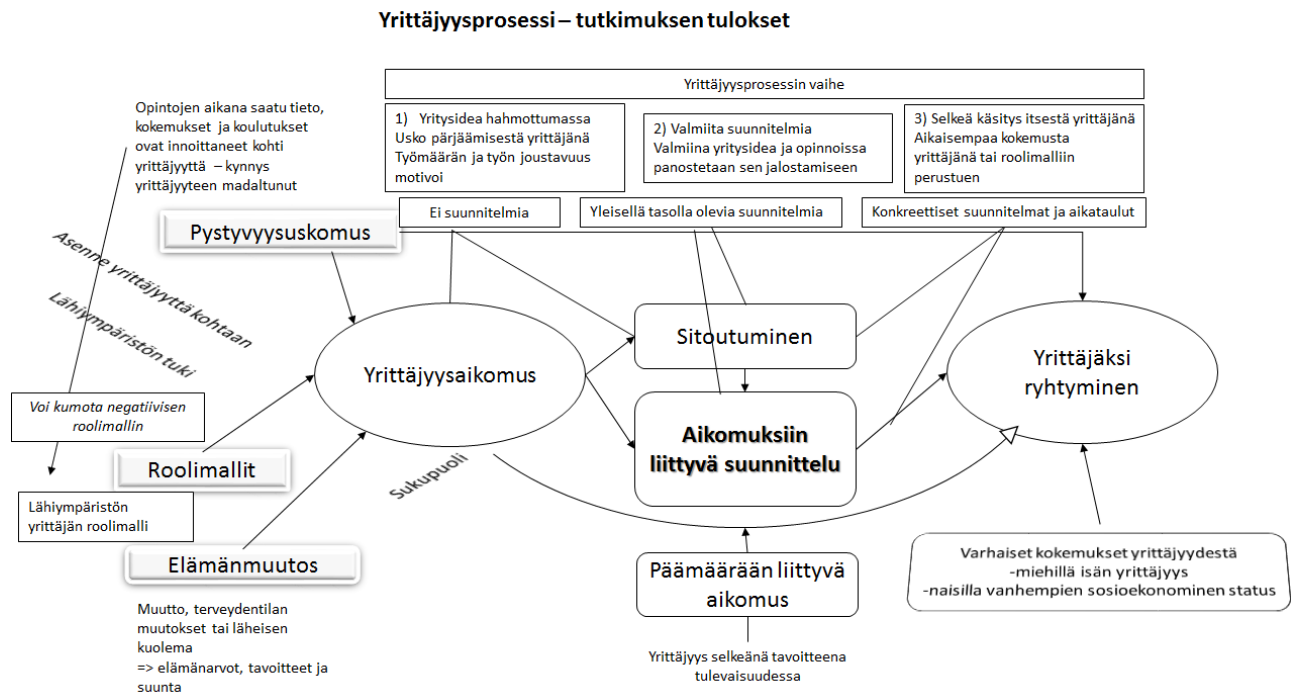 Yrittäjyysprosessi – tutkimuksen tulokset
Yrittäjyysprosessin vaihe
Opintojen aikana saatu tieto,
kokemukset ja koulutukset
ovat innoittaneet kohti
yrittäjyyttä – kynnys
yrittäjyyteen madaltunut
1) Yritysidea hahmottumassa
Usko pärjäämisestä yrittäjänä
Työmäärän ja työn joustavuus
motivoi
2) Valmiita suunnitelmia
Valmiina yritysidea ja opinnoissa
panostetaan sen jalostamiseen
3) Selkeä käsitys itsestä yrittäjänä
Aikaisempaa kokemusta
yrittäjänä tai roolimalliin
perustuen
Ei suunnitelmia
Yleisellä tasolla olevia suunnitelmia
Konkreettiset suunnitelmat ja aikataulut
Pystyvyysuskomus
Asenne yrittäjyyttä kohtaan
Lähiympäristön tuki
Sitoutuminen
Yrittäjyysaikomus
Yrittäjäksi
ryhtyminen
Voi kumota negatiivisen
roolimallin
Aikomuksiin
liittyvä suunnittelu
Roolimallit
Sukupuoli
Lähiympäristön
yrittäjän roolimalli
Elämänmuutos
Päämäärään liittyvä
aikomus
Varhaiset kokemukset yrittäjyydestä
-miehillä isän yrittäjyys
-naisilla vanhempien sosioekonominen status
Muutto, terveydentilan
muutokset tai läheisen
kuolema
=> elämänarvot, tavoitteet ja
suunta
Yrittäjyys selkeänä tavoitteena
tulevaisuudessa